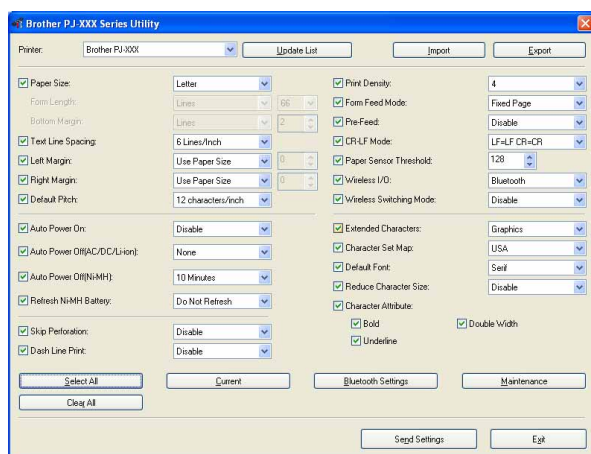 Brother PJ-XXX Series Utility
Printer: Brother PJ-XXX Update List Import Export
Paper Size: Letter
Form Length: Lines 66
Bottom Margin: Lines 2
Text Line Spacing: 6 Lines/Inch
Left Margin: Use Paper Size 0
Right Margin: Use Paper Size 0
Default Pitch: 12 characters/inch
Auto Power On: Disable
Auto Power Off(AC/DC/Li-ion): None
Auto Power Off(Ni-MH): 10 Minutes
Refresh Ni-MH Battery: Do Not Refresh
Skip Perforation: Disable
Dash Line Print: Disable
Print Density: 4
Form Feed Mode: Fixed Page
Pre-Feed: Disable
CR-LF Mode: LF=LF CR=CR
Paper Sensor Threshold: 128
Wireless I/O: Bluetooth
Wireless Switching Mode: Disable
Extended Characters: Graphics
Character Set Map: USA
Default Font: Serif
Reduce Character Size: Disable
Character Attribute:
Bold Double Width
Underline
Select All Current Bluetooth Settings Maintenance
Clear All
Send Settings Exit